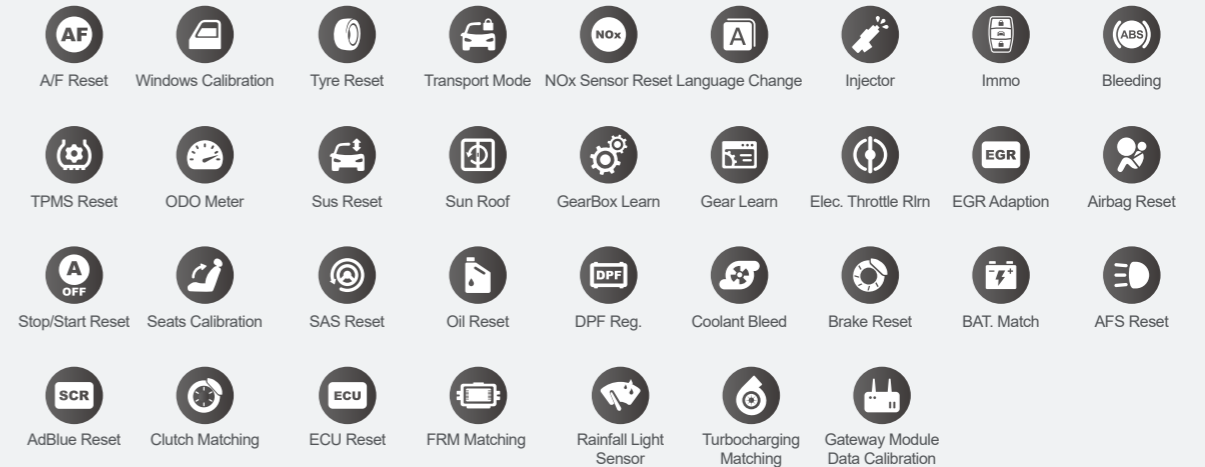 AF
NOx
A
ABS
A/F Reset
Windows Calibration
Tyre Reset
Transport Mode
NOx Sensor Reset
Language Change
Injector
Immo
Bleeding
EGR
TPMS Reset
ODO Meter
Sus Reset
Sun Roof
GearBox Learn
Gear Learn
Elec. Throttle Rlrn
EGR Adaption
Airbag Reset
A
OFF
DPF
Stop/Start Reset
Seats Calibration
SAS Reset
Oil Reset
DPF Reg.
Coolant Bleed
Brake Reset
BAT. Match
AFS Reset
SCR
ECU
AdBlue Reset
Clutch Matching
ECU Reset
FRM Matching
Rainfall Light
Sensor
Turbocharging
Matching
Gateway Module
Data Calibration